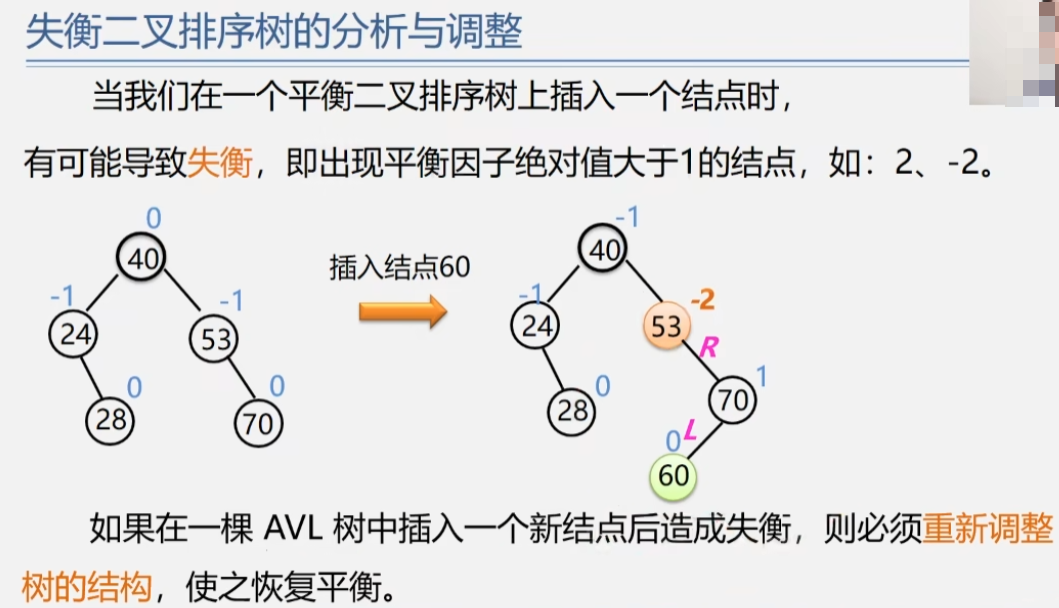 失衡二叉排序树的分析与调整
当我们在一个平衡二叉排序树上插入一个结点时，
有可能导致失衡，即出现平衡因子绝对值大于1的结点，如：2、-2。
0
40
-1
24
-1
53
0
28
0
70
插入结点60
-1
40
-1
24
-2
53
R
0
28
1
70
0
L
60
如果在一棵 AVL 树中插入一个新结点后造成失衡，则必须重新调整
树的结构，使之恢复平衡。